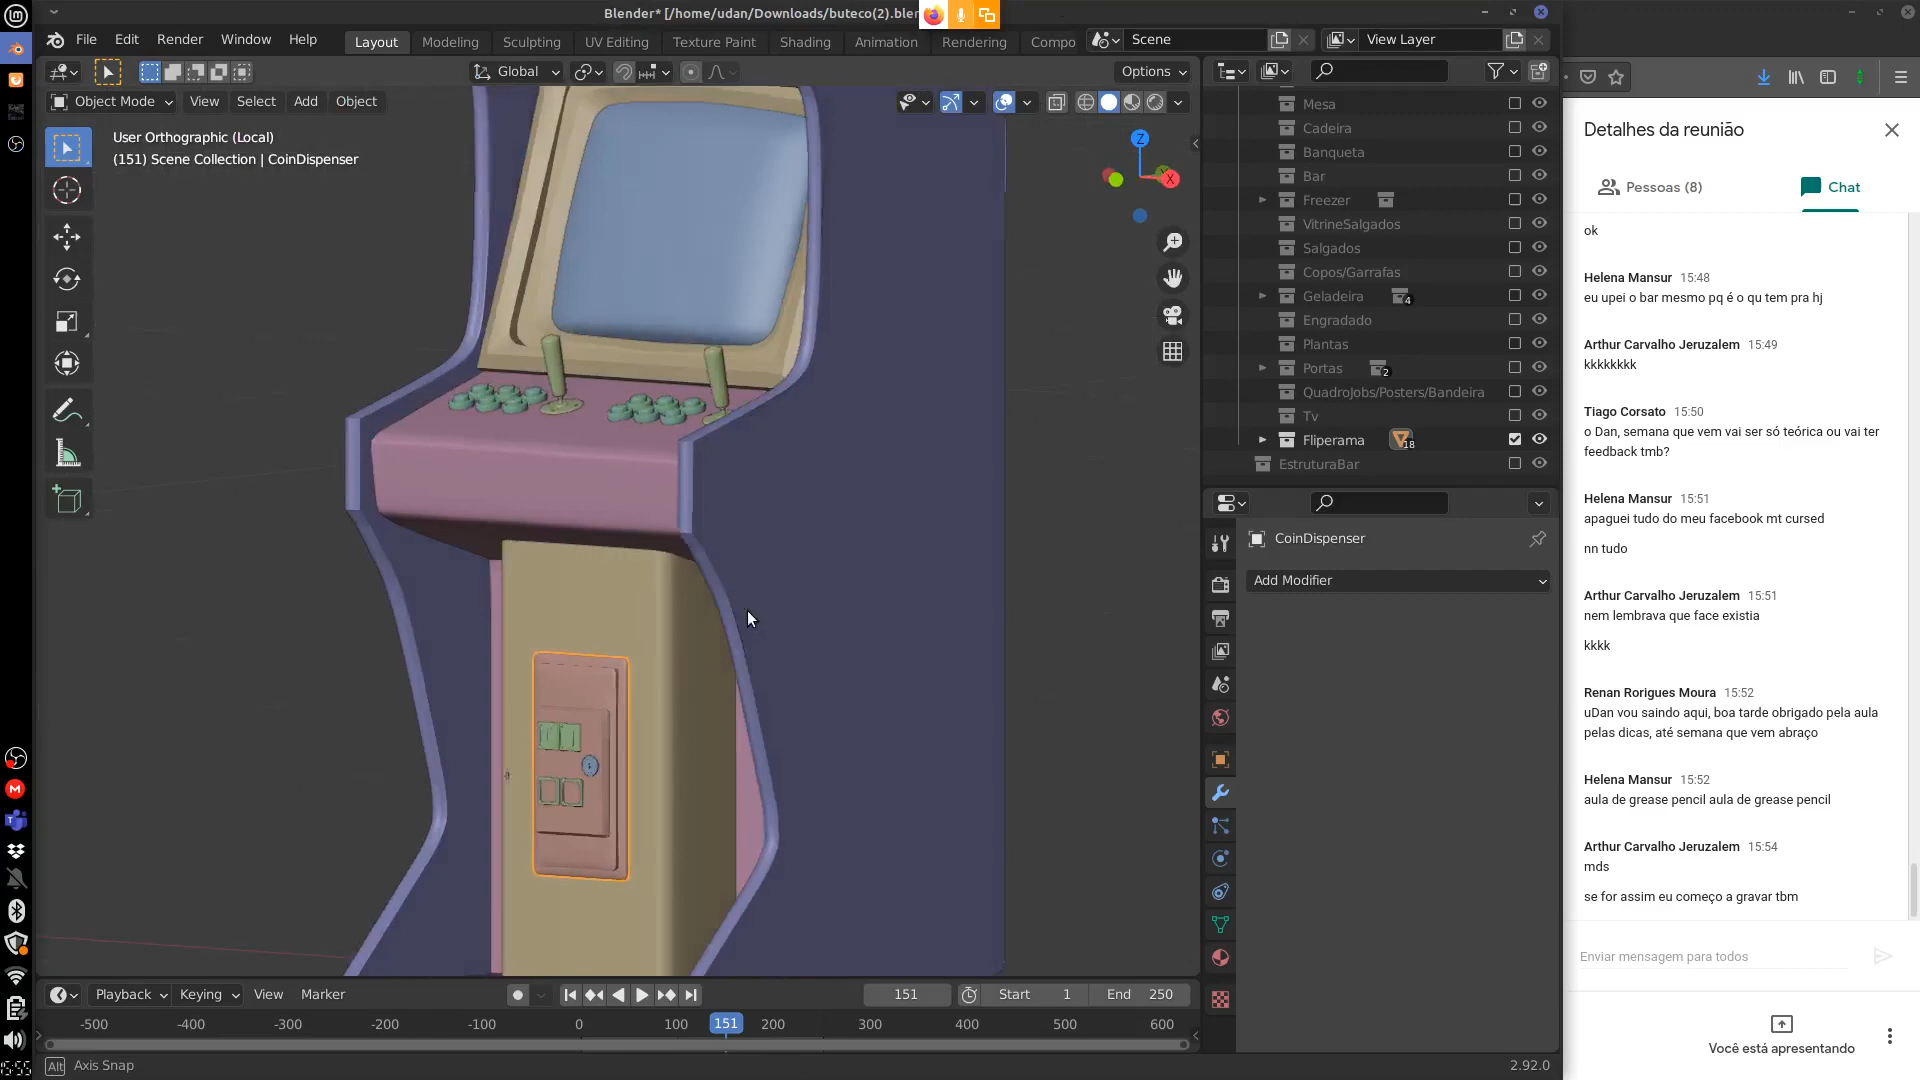 Blender* [/home/udan/Downloads/buteco(2).blen
File Edit Render Window Help
Layout Modeling Sculpting UV Editing Texture Paint Shading Animation Rendering Compo
Scene
View Layer
Global
Options
Object Mode View Select Add Object
User Orthographic (Local)
(151) Scene Collection | CoinDispenser
Z
X
Mesa
Cadeira
Banqueta
Bar
Freezer
VitrineSalgados
Salgados
Copos/Garrafas
Geladeira 4
Engradado
Plantas
Portas 2
QuadroJobs/Posters/Bandeira
Tv
Fliperama 18
EstruturaBar
CoinDispenser
Add Modifier
Playback Keying View Marker
151
Start 1
End 250
-500 -400 -300 -200 -100 0 100 151 200 300 400 500 600
Alt Axis Snap
2.92.0
Detalhes da reunião
Pessoas (8)
Chat
ok
Helena Mansur 15:48
eu upei o bar mesmo pq é o qu tem pra hj
Arthur Carvalho Jeruzalem 15:49
kkkkkkkk
Tiago Corsato 15:50
o Dan, semana que vem vai ser só teórica ou vai ter
feedback tmb?
Helena Mansur 15:51
apaguei tudo do meu facebook mt cursed
nn tudo
Arthur Carvalho Jeruzalem 15:51
nem lembrava que face existia
kkkk
Renan Rorigues Moura 15:52
uDan vou saindo aqui, boa tarde obrigado pela aula
pelas dicas, até semana que vem abraço
Helena Mansur 15:52
aula de grease pencil aula de grease pencil
Arthur Carvalho Jeruzalem 15:54
mds
se for assim eu começo a gravar tbm
Enviar mensagem para todos
Você está apresentando